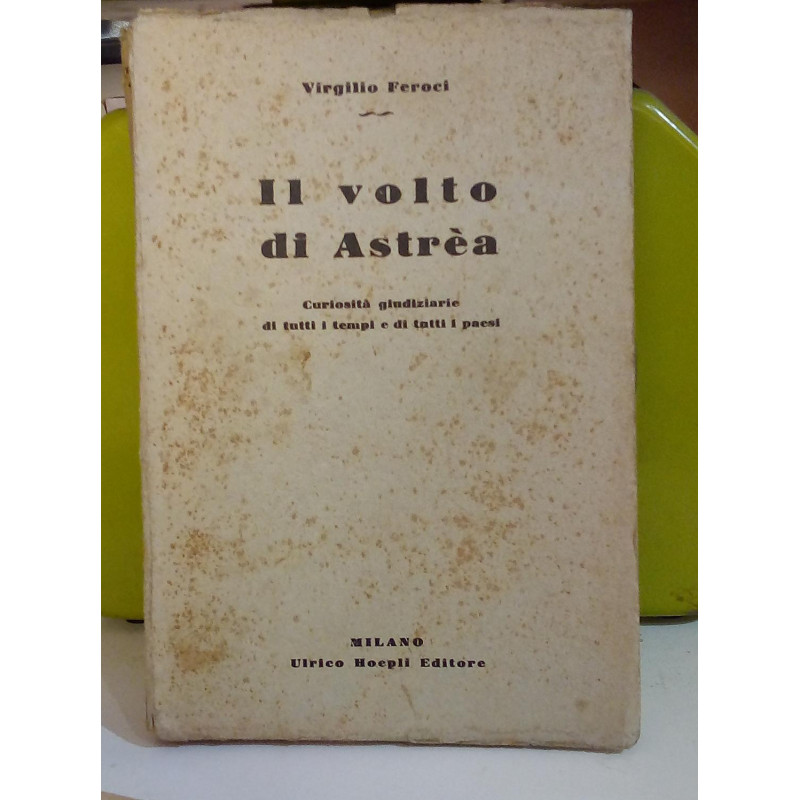 Virgilio Feroci
Il volto
di Astrèa
Curiosità giudiziarie
di tutti i tempi e di tutti i paesi
MILANO
Ulrico Hoepli Editore